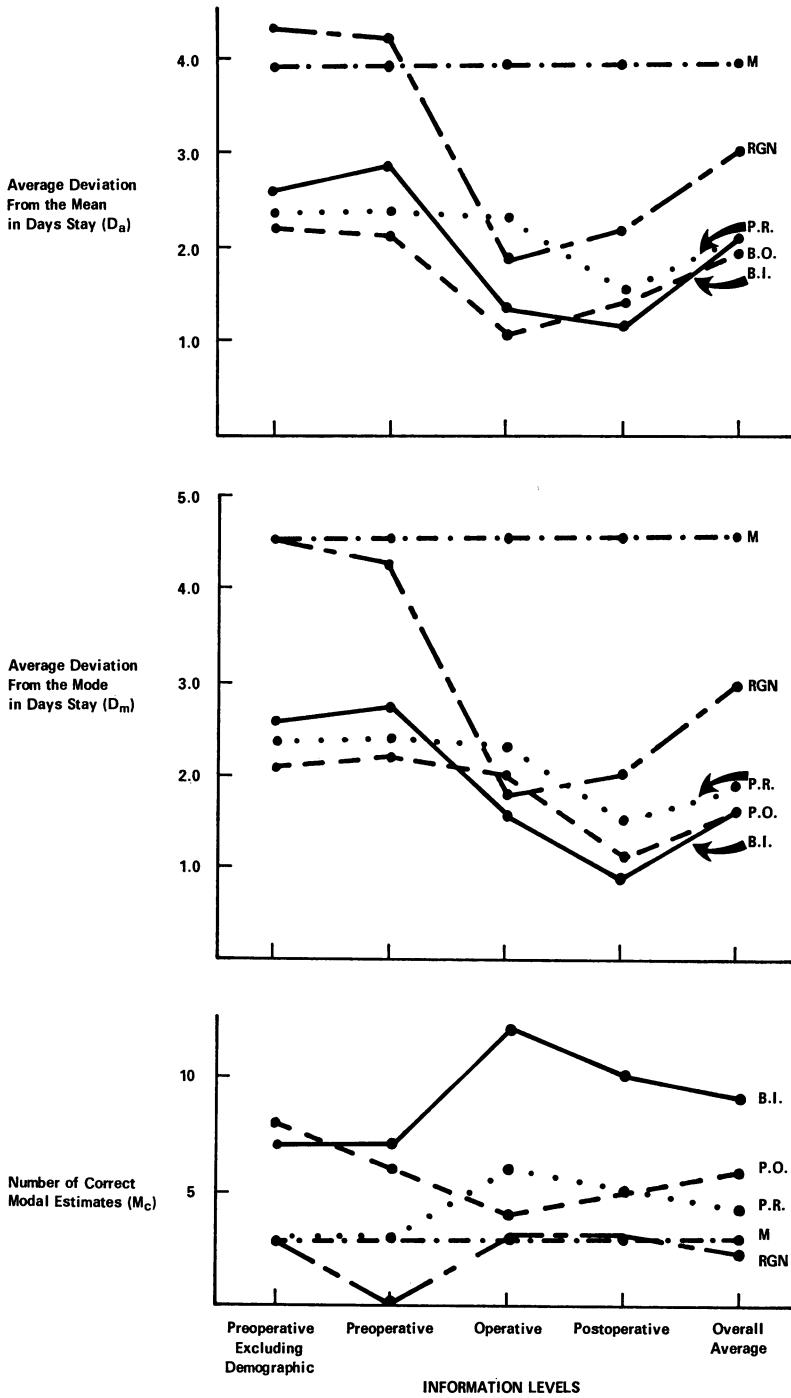 4.0
3.0
2.0
1.0
Average Deviation
From the Mean
in Days Stay (Da)
M
RGN
P.R.
B.O.
B.I.
5.0
4.0
3.0
2.0
1.0
Average Deviation
From the Mode
in Days Stay (Dm)
M
RGN
P.R.
P.O.
B.I.
10
5
Number of Correct
Modal Estimates (Mc)
B.I.
P.O.
P.R.
M
RGN
Preoperative
Excluding
Demographic
Preoperative
Operative
Postoperative
Overall
Average
INFORMATION LEVELS